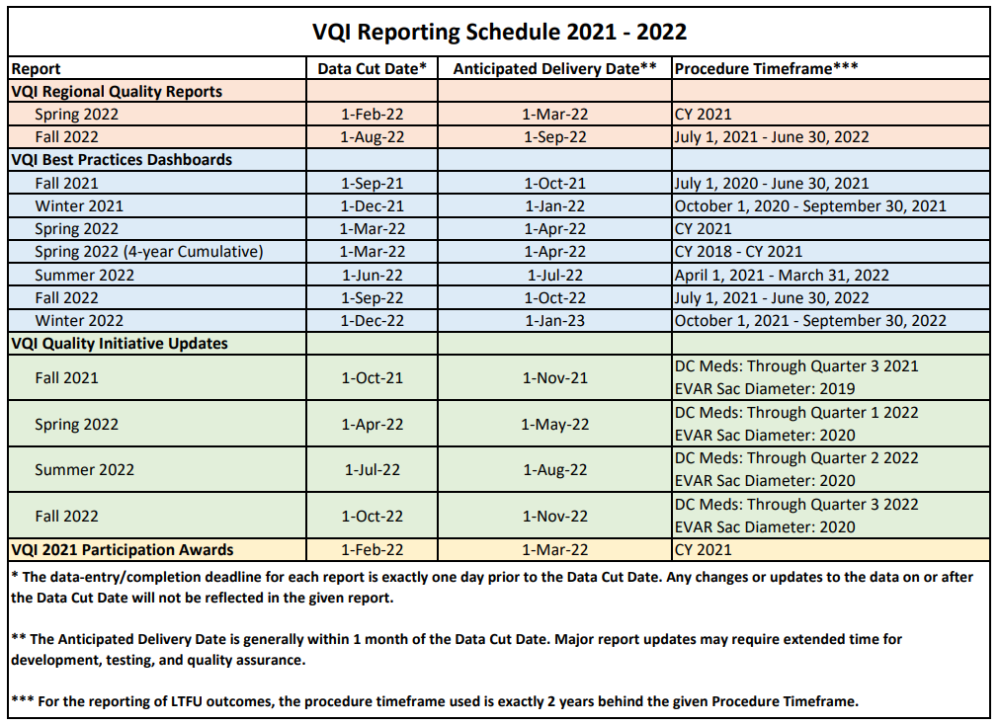 VQI Reporting Schedule 2021 - 2022
Report Data Cut Date* Anticipated Delivery Date** Procedure Timeframe***
VQI Regional Quality Reports
Spring 2022 1-Feb-22 1-Mar-22 CY 2021
Fall 2022 1-Aug-22 1-Sep-22 July 1, 2021 - June 30, 2022
VQI Best Practices Dashboards
Fall 2021 1-Sep-21 1-Oct-21 July 1, 2020 - June 30, 2021
Winter 2021 1-Dec-21 1-Jan-22 October 1, 2020 - September 30, 2021
Spring 2022 1-Mar-22 1-Apr-22 CY 2021
Spring 2022 (4-year Cumulative) 1-Mar-22 1-Apr-22 CY 2018 - CY 2021
Summer 2022 1-Jun-22 1-Jul-22 April 1, 2021 - March 31, 2022
Fall 2022 1-Sep-22 1-Oct-22 July 1, 2021 - June 30, 2022
Winter 2022 1-Dec-22 1-Jan-23 October 1, 2021 - September 30, 2022
VQI Quality Initiative Updates
Fall 2021 1-Oct-21 1-Nov-21 DC Meds: Through Quarter 3 2021
EVAR Sac Diameter: 2019
Spring 2022 1-Apr-22 1-May-22 DC Meds: Through Quarter 1 2022
EVAR Sac Diameter: 2020
Summer 2022 1-Jul-22 1-Aug-22 DC Meds: Through Quarter 2 2022
EVAR Sac Diameter: 2020
Fall 2022 1-Oct-22 1-Nov-22 DC Meds: Through Quarter 3 2022
EVAR Sac Diameter: 2020
VQI 2021 Participation Awards 1-Feb-22 1-Mar-22 CY 2021
* The data-entry/completion deadline for each report is exactly one day prior to the Data Cut Date. Any changes or updates to the data on or after
the Data Cut Date will not be reflected in the given report.
** The Anticipated Delivery Date is generally within 1 month of the Data Cut Date. Major report updates may require extended time for
development, testing, and quality assurance.
*** For the reporting of LTFU outcomes, the procedure timeframe used is exactly 2 years behind the given Procedure Timeframe.